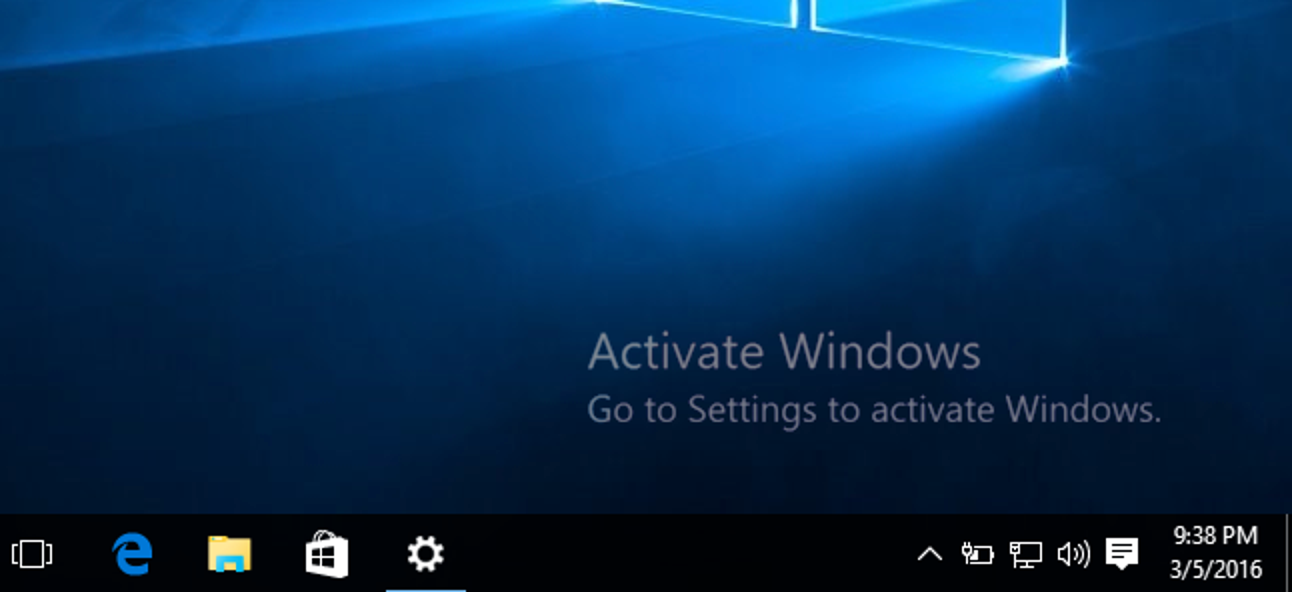 Activate Windows
Go to Settings to activate Windows.
9:38 PM
3/5/2016